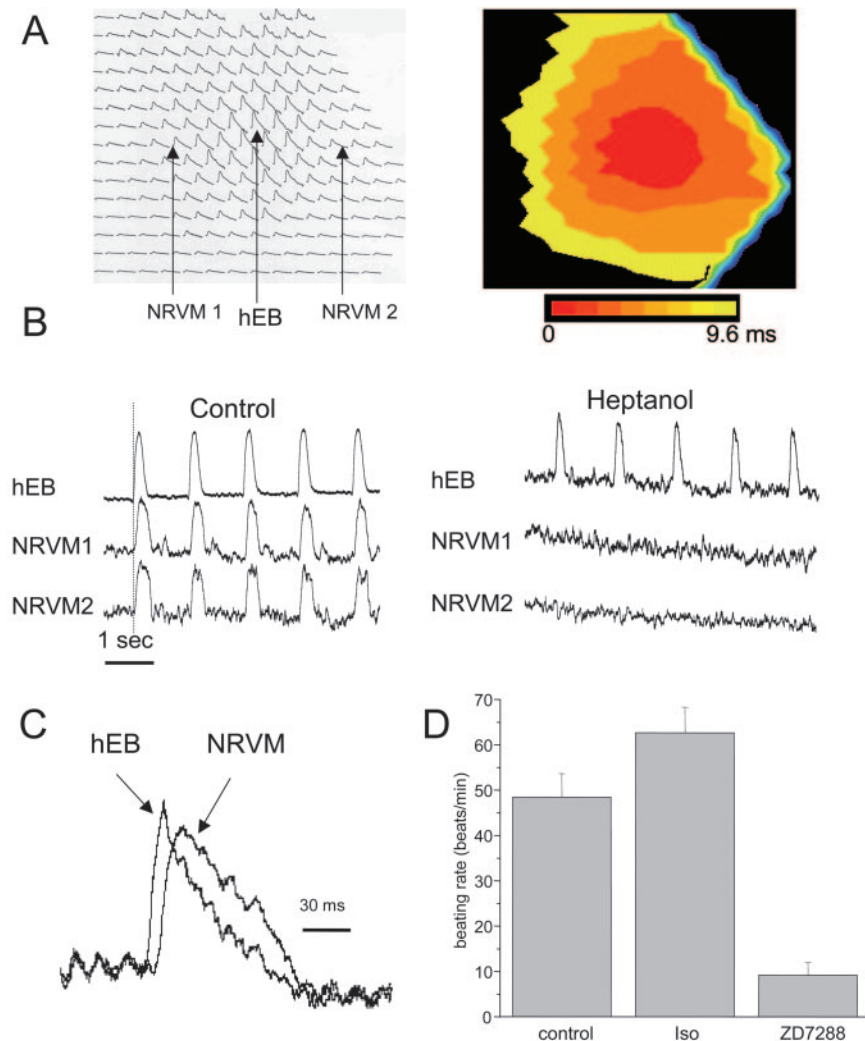 A
NRVM 1
hEB
NRVM 2
0
9.6 ms
B
Control
Heptanol
hEB
NRVM1
NRVM2
1 sec
hEB
NRVM1
NRVM2
C
hEB
NRVM
30 ms
D
beating rate (beats/min)
70
60
50
40
30
20
10
0
control
Iso
ZD7288